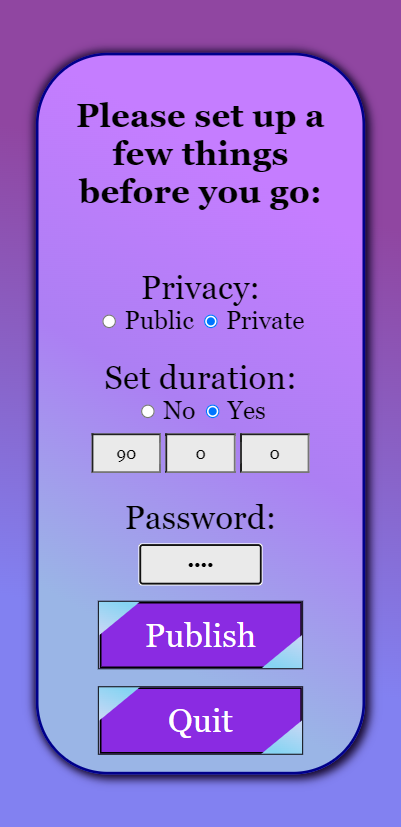 Please set up a
few things
before you go:
Privacy:
Public Private
Set duration:
No Yes
90 0 0
Password:
••••
Publish
Quit